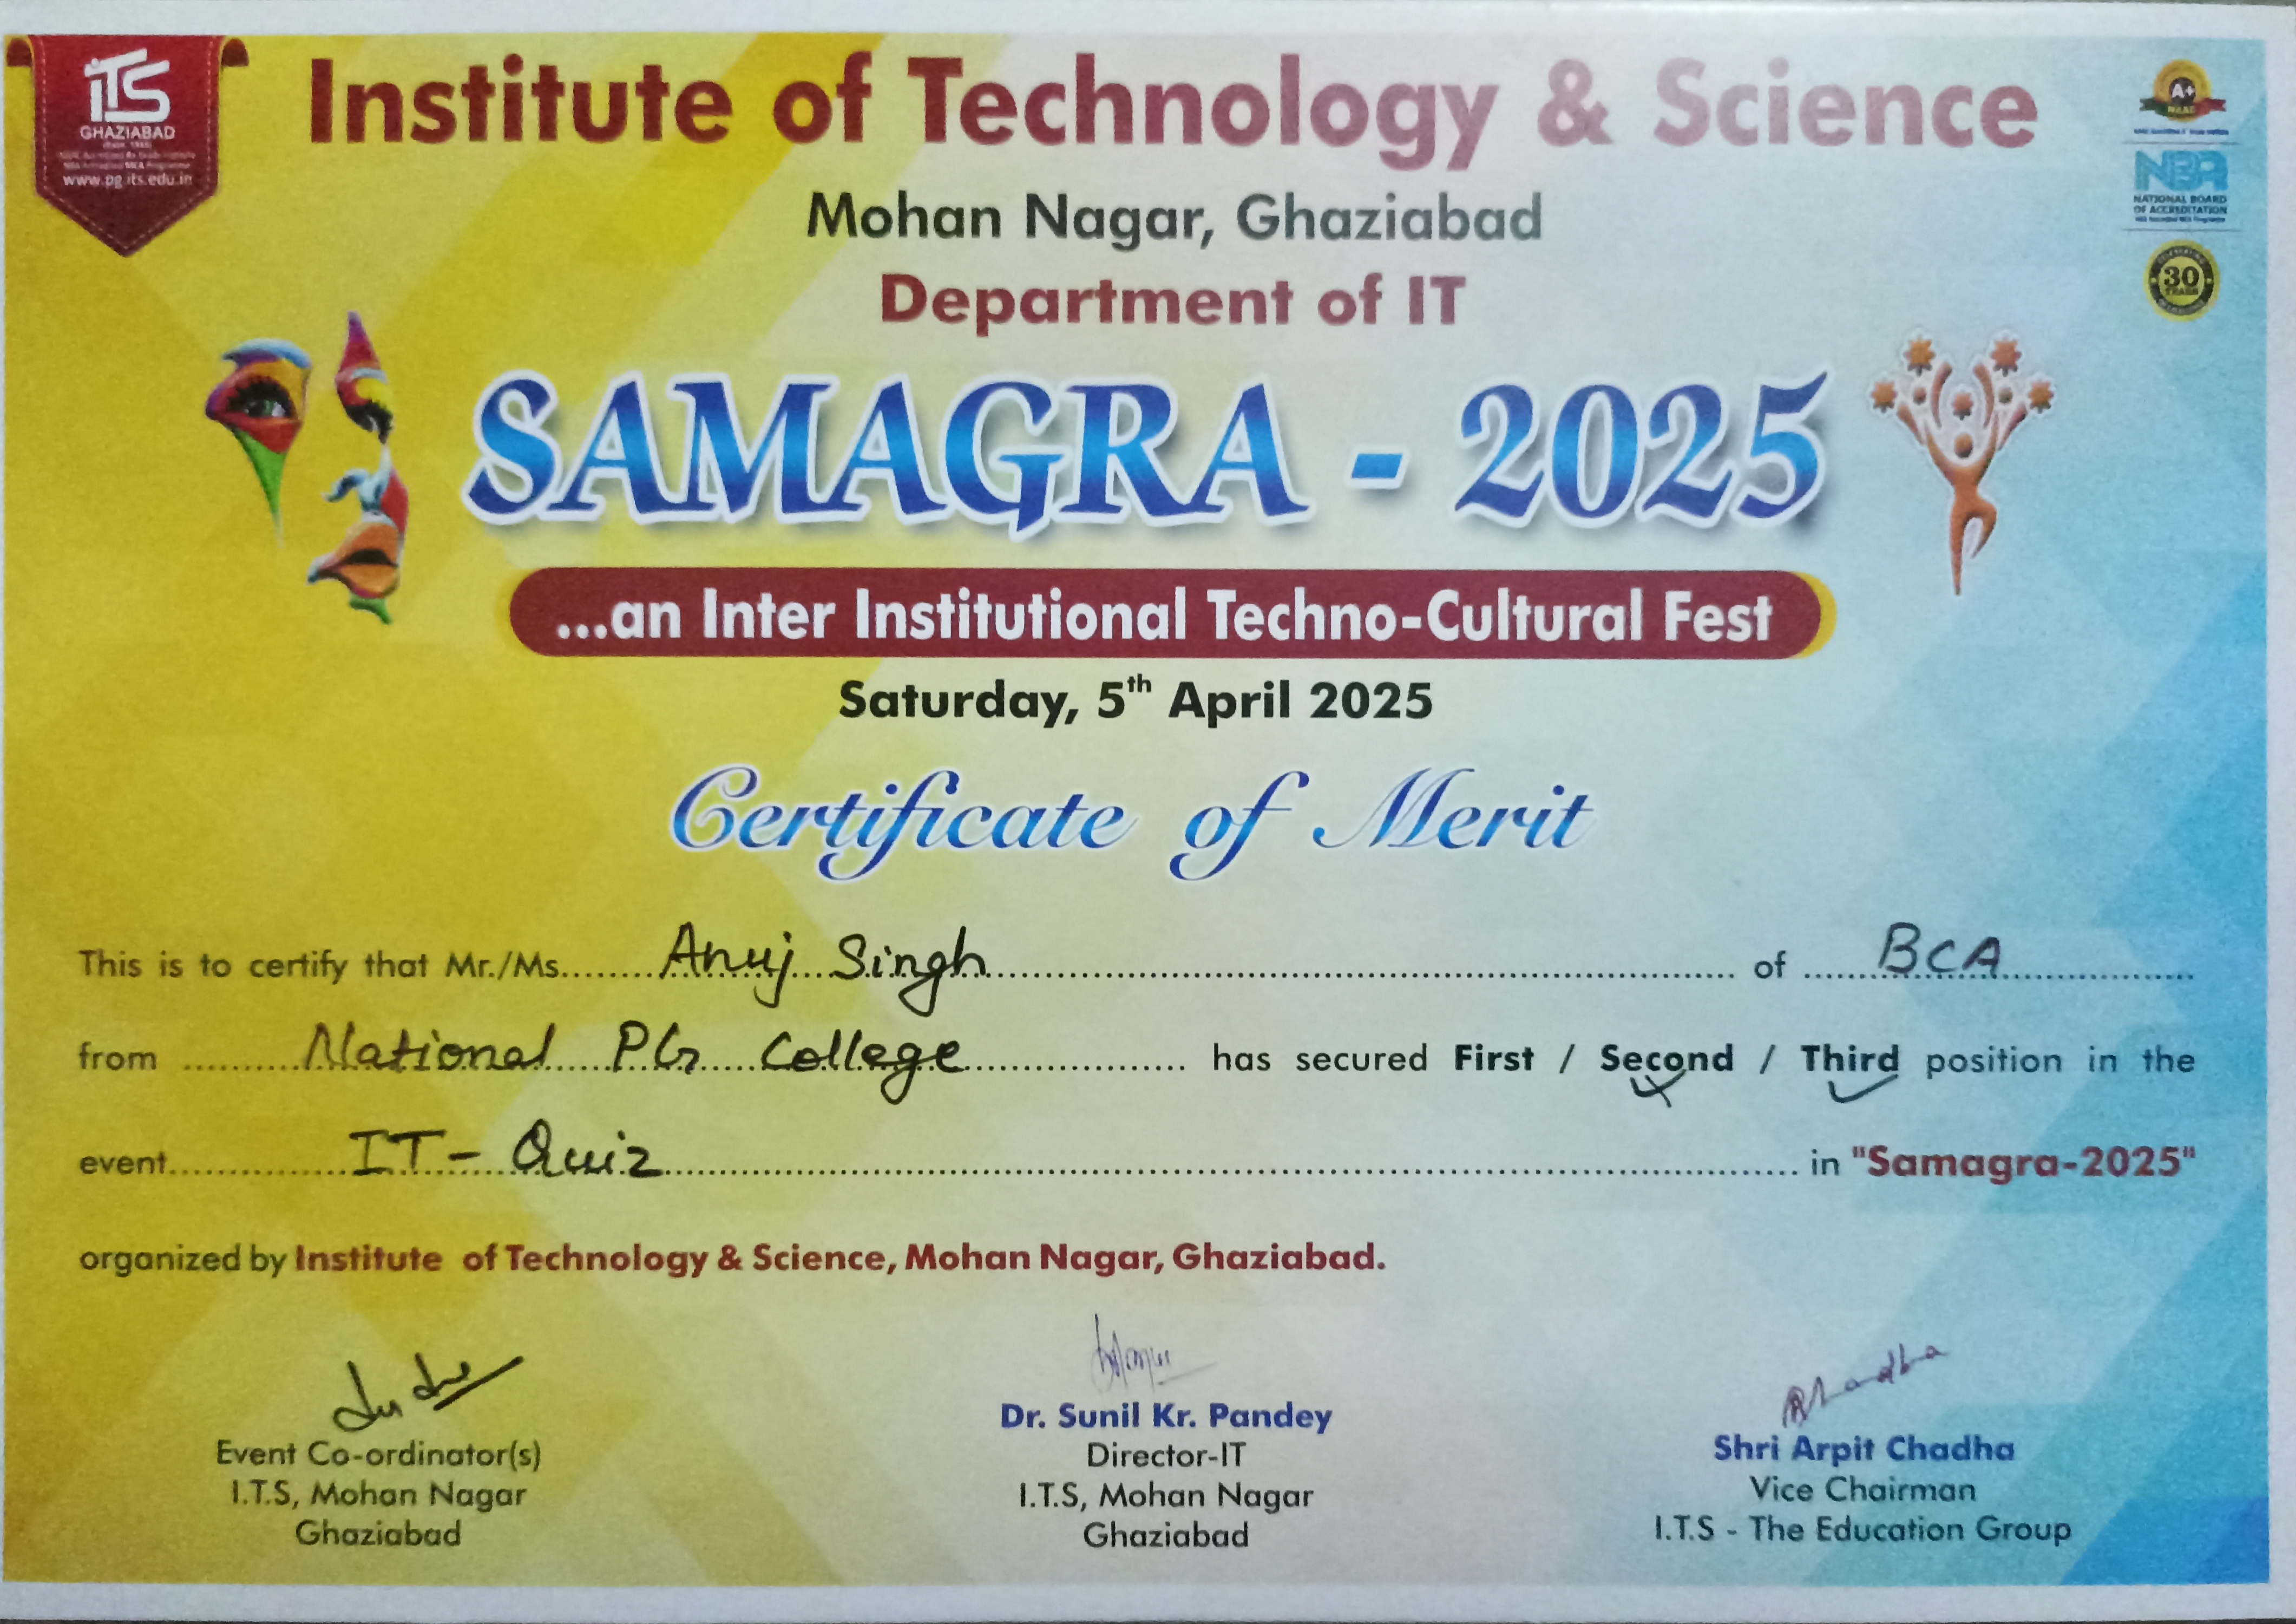 iTS
GHAZIABAD
www.pg.its.edu.in
Institute of Technology & Science
A+
NAAC
Mohan Nagar, Ghaziabad
NBA
NATIONAL BOARD
OF ACCREDITATION
Department of IT
30
YEARS
SAMAGRA - 2025
...an Inter Institutional Techno-Cultural Fest
Saturday, 5th April 2025
Certificate of Merit
This is to certify that Mr./Ms. Anuj Singh of BCA
from National PG College has secured First / Second / Third position in the
event IT - Quiz in "Samagra-2025"
organized by Institute of Technology & Science, Mohan Nagar, Ghaziabad.
Event Co-ordinator(s)
I.T.S, Mohan Nagar
Ghaziabad
Dr. Sunil Kr. Pandey
Director-IT
I.T.S, Mohan Nagar
Ghaziabad
Shri Arpit Chadha
Vice Chairman
I.T.S - The Education Group